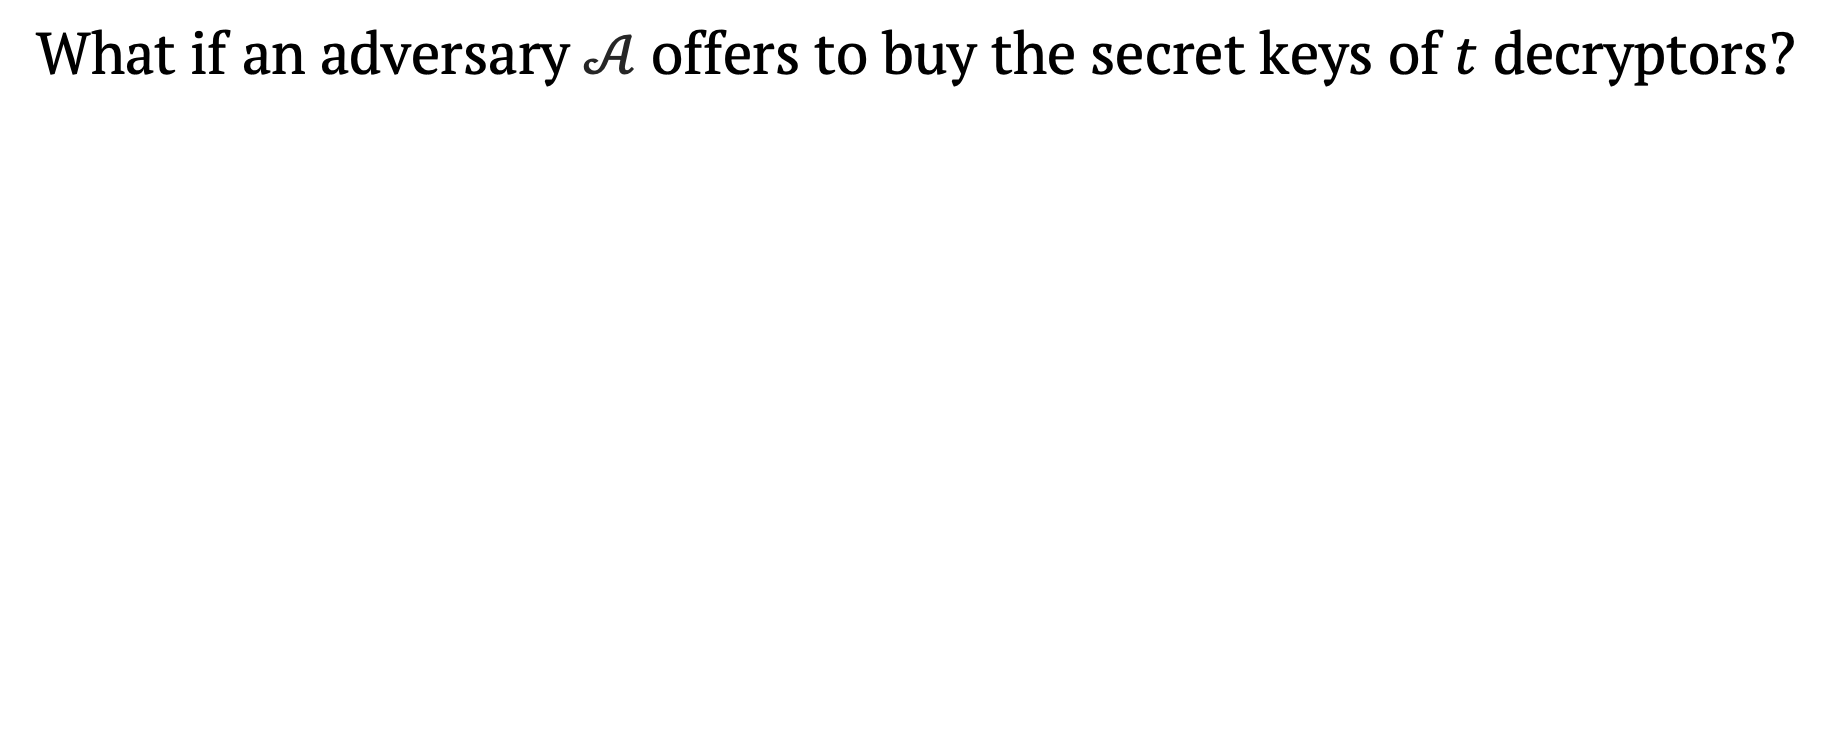 What if an adversary 𝒜 offers to buy the secret keys of t decryptors?